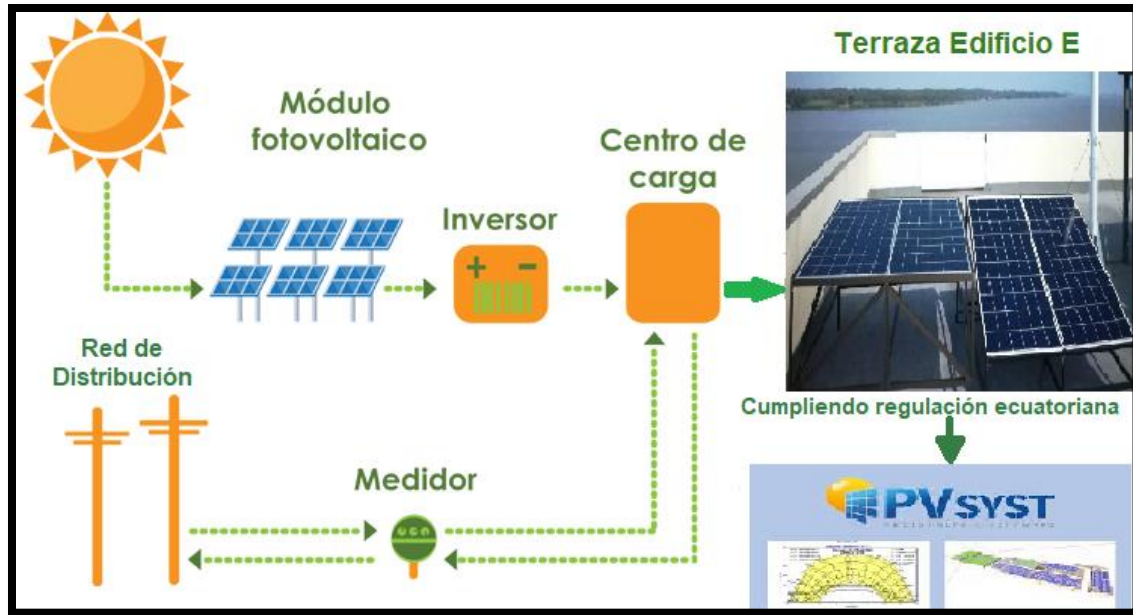 Terraza Edificio E
Módulo
fotovoltaico
Centro de
carga
Inversor
+ -
Red de
Distribución
Cumpliendo regulación ecuatoriana
Medidor
PVSYST